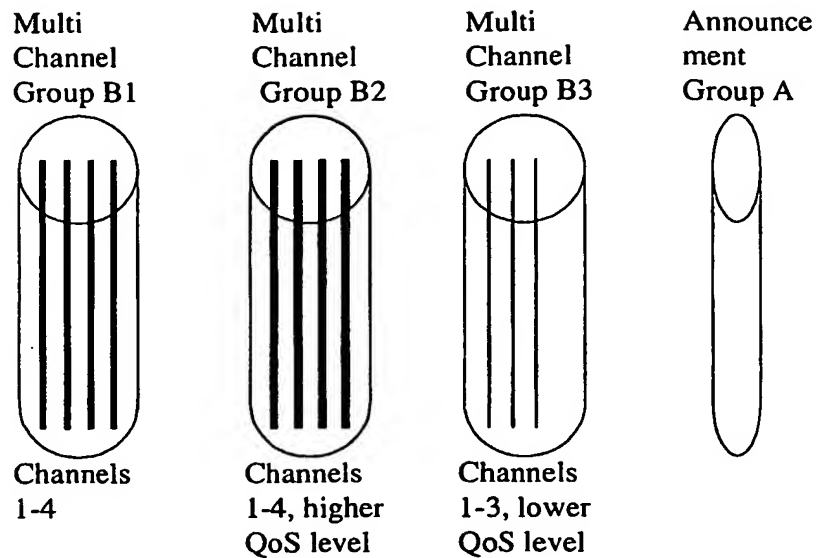 Multi
Channel
Group B1
Multi
Channel
Group B2
Multi
Channel
Group B3
Announce
ment
Group A
Channels
1-4
Channels
1-4, higher
QoS level
Channels
1-3, lower
QoS level